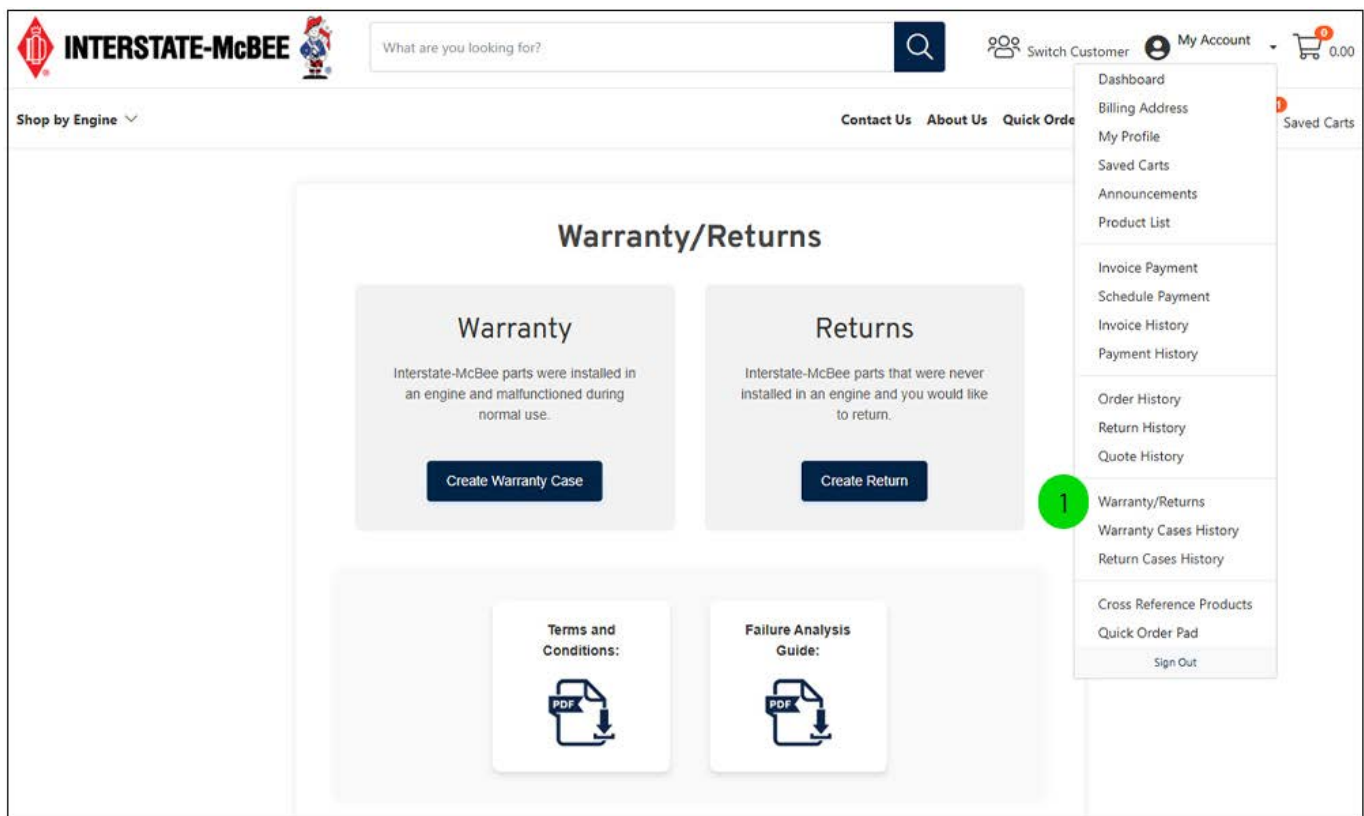 INTERSTATE-McBEE
What are you looking for?
Switch Customer
My Account
0
0.00
Shop by Engine
Contact Us About Us Quick Orde
Saved Carts
Dashboard
Billing Address
My Profile
Saved Carts
Announcements
Product List
Invoice Payment
Schedule Payment
Invoice History
Payment History
Order History
Return History
Quote History
1
Warranty/Returns
Warranty Cases History
Return Cases History
Cross Reference Products
Quick Order Pad
Sign Out
Warranty/Returns
Warranty
Interstate-McBee parts were installed in
an engine and malfunctioned during
normal use.
Create Warranty Case
Returns
Interstate-McBee parts that were never
installed in an engine and you would like
to return.
Create Return
Terms and
Conditions:
PDF
Failure Analysis
Guide:
PDF